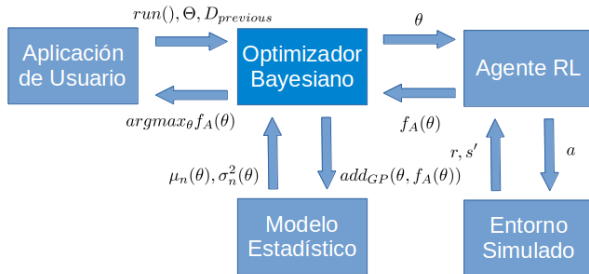 run(), Θ, D_previous
θ
Aplicación
de Usuario
Optimizador
Bayesiano
Agente RL
argmax_θ f_A(θ)
f_A(θ)
r, s′
a
μ_n(θ), σ_n^2(θ)
add_GP(θ, f_A(θ))
Modelo
Estadístico
Entorno
Simulado